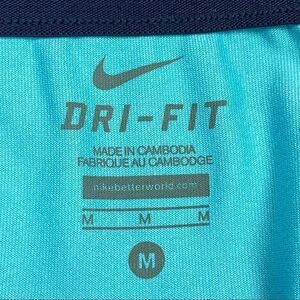 DRI-FIT
MADE IN CAMBODIA
FABRIQUE AU CAMBODGE
nikebetterworld.com
M M M
M